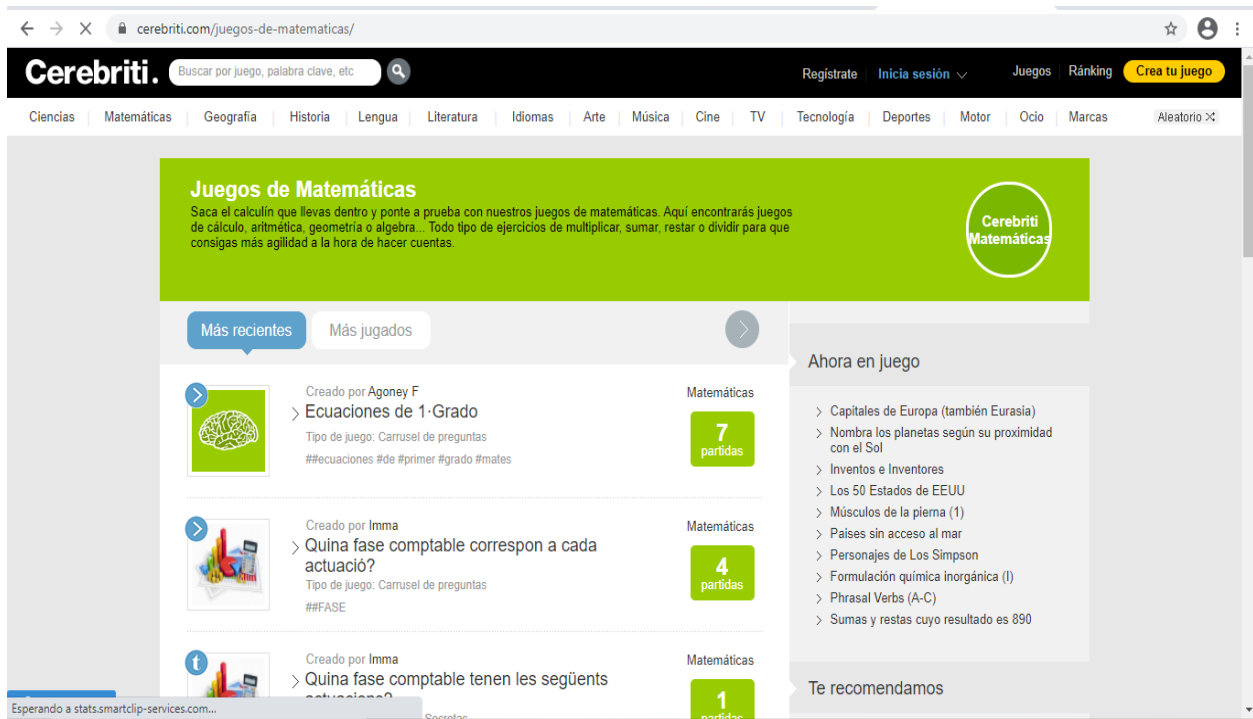 cerebriti.com/juegos-de-matematicas/
Cerebriti.
Buscar por juego, palabra clave, etc
Regístrate
Inicia sesión
Juegos
Ránking
Crea tu juego
Ciencias
Matemáticas
Geografía
Historia
Lengua
Literatura
Idiomas
Arte
Música
Cine
TV
Tecnología
Deportes
Motor
Ocio
Marcas
Aleatorio
Juegos de Matemáticas
Saca el calculín que llevas dentro y ponte a prueba con nuestros juegos de matemáticas. Aquí encontrarás juegos
de cálculo, aritmética, geometría o algebra... Todo tipo de ejercicios de multiplicar, sumar, restar o dividir para que
consigas más agilidad a la hora de hacer cuentas.
Cerebriti
Matemáticas
Más recientes
Más jugados
Creado por Agoney F
Ecuaciones de 1·Grado
Tipo de juego: Carrusel de preguntas
##ecuaciones #de #primer #grado #mates
Matemáticas
7
partidas
Creado por Imma
Quina fase comptable correspon a cada
actuació?
Tipo de juego: Carrusel de preguntas
##FASE
Matemáticas
4
partidas
t
Creado por Imma
Quina fase comptable tenen les següents
Matemáticas
1
partidas
Ahora en juego
Capitales de Europa (también Eurasia)
Nombra los planetas según su proximidad
con el Sol
Inventos e Inventores
Los 50 Estados de EEUU
Músculos de la pierna (1)
Paises sin acceso al mar
Personajes de Los Simpson
Formulación química inorgánica (I)
Phrasal Verbs (A-C)
Sumas y restas cuyo resultado es 890
Te recomendamos
Esperando a stats.smartclip-services.com...